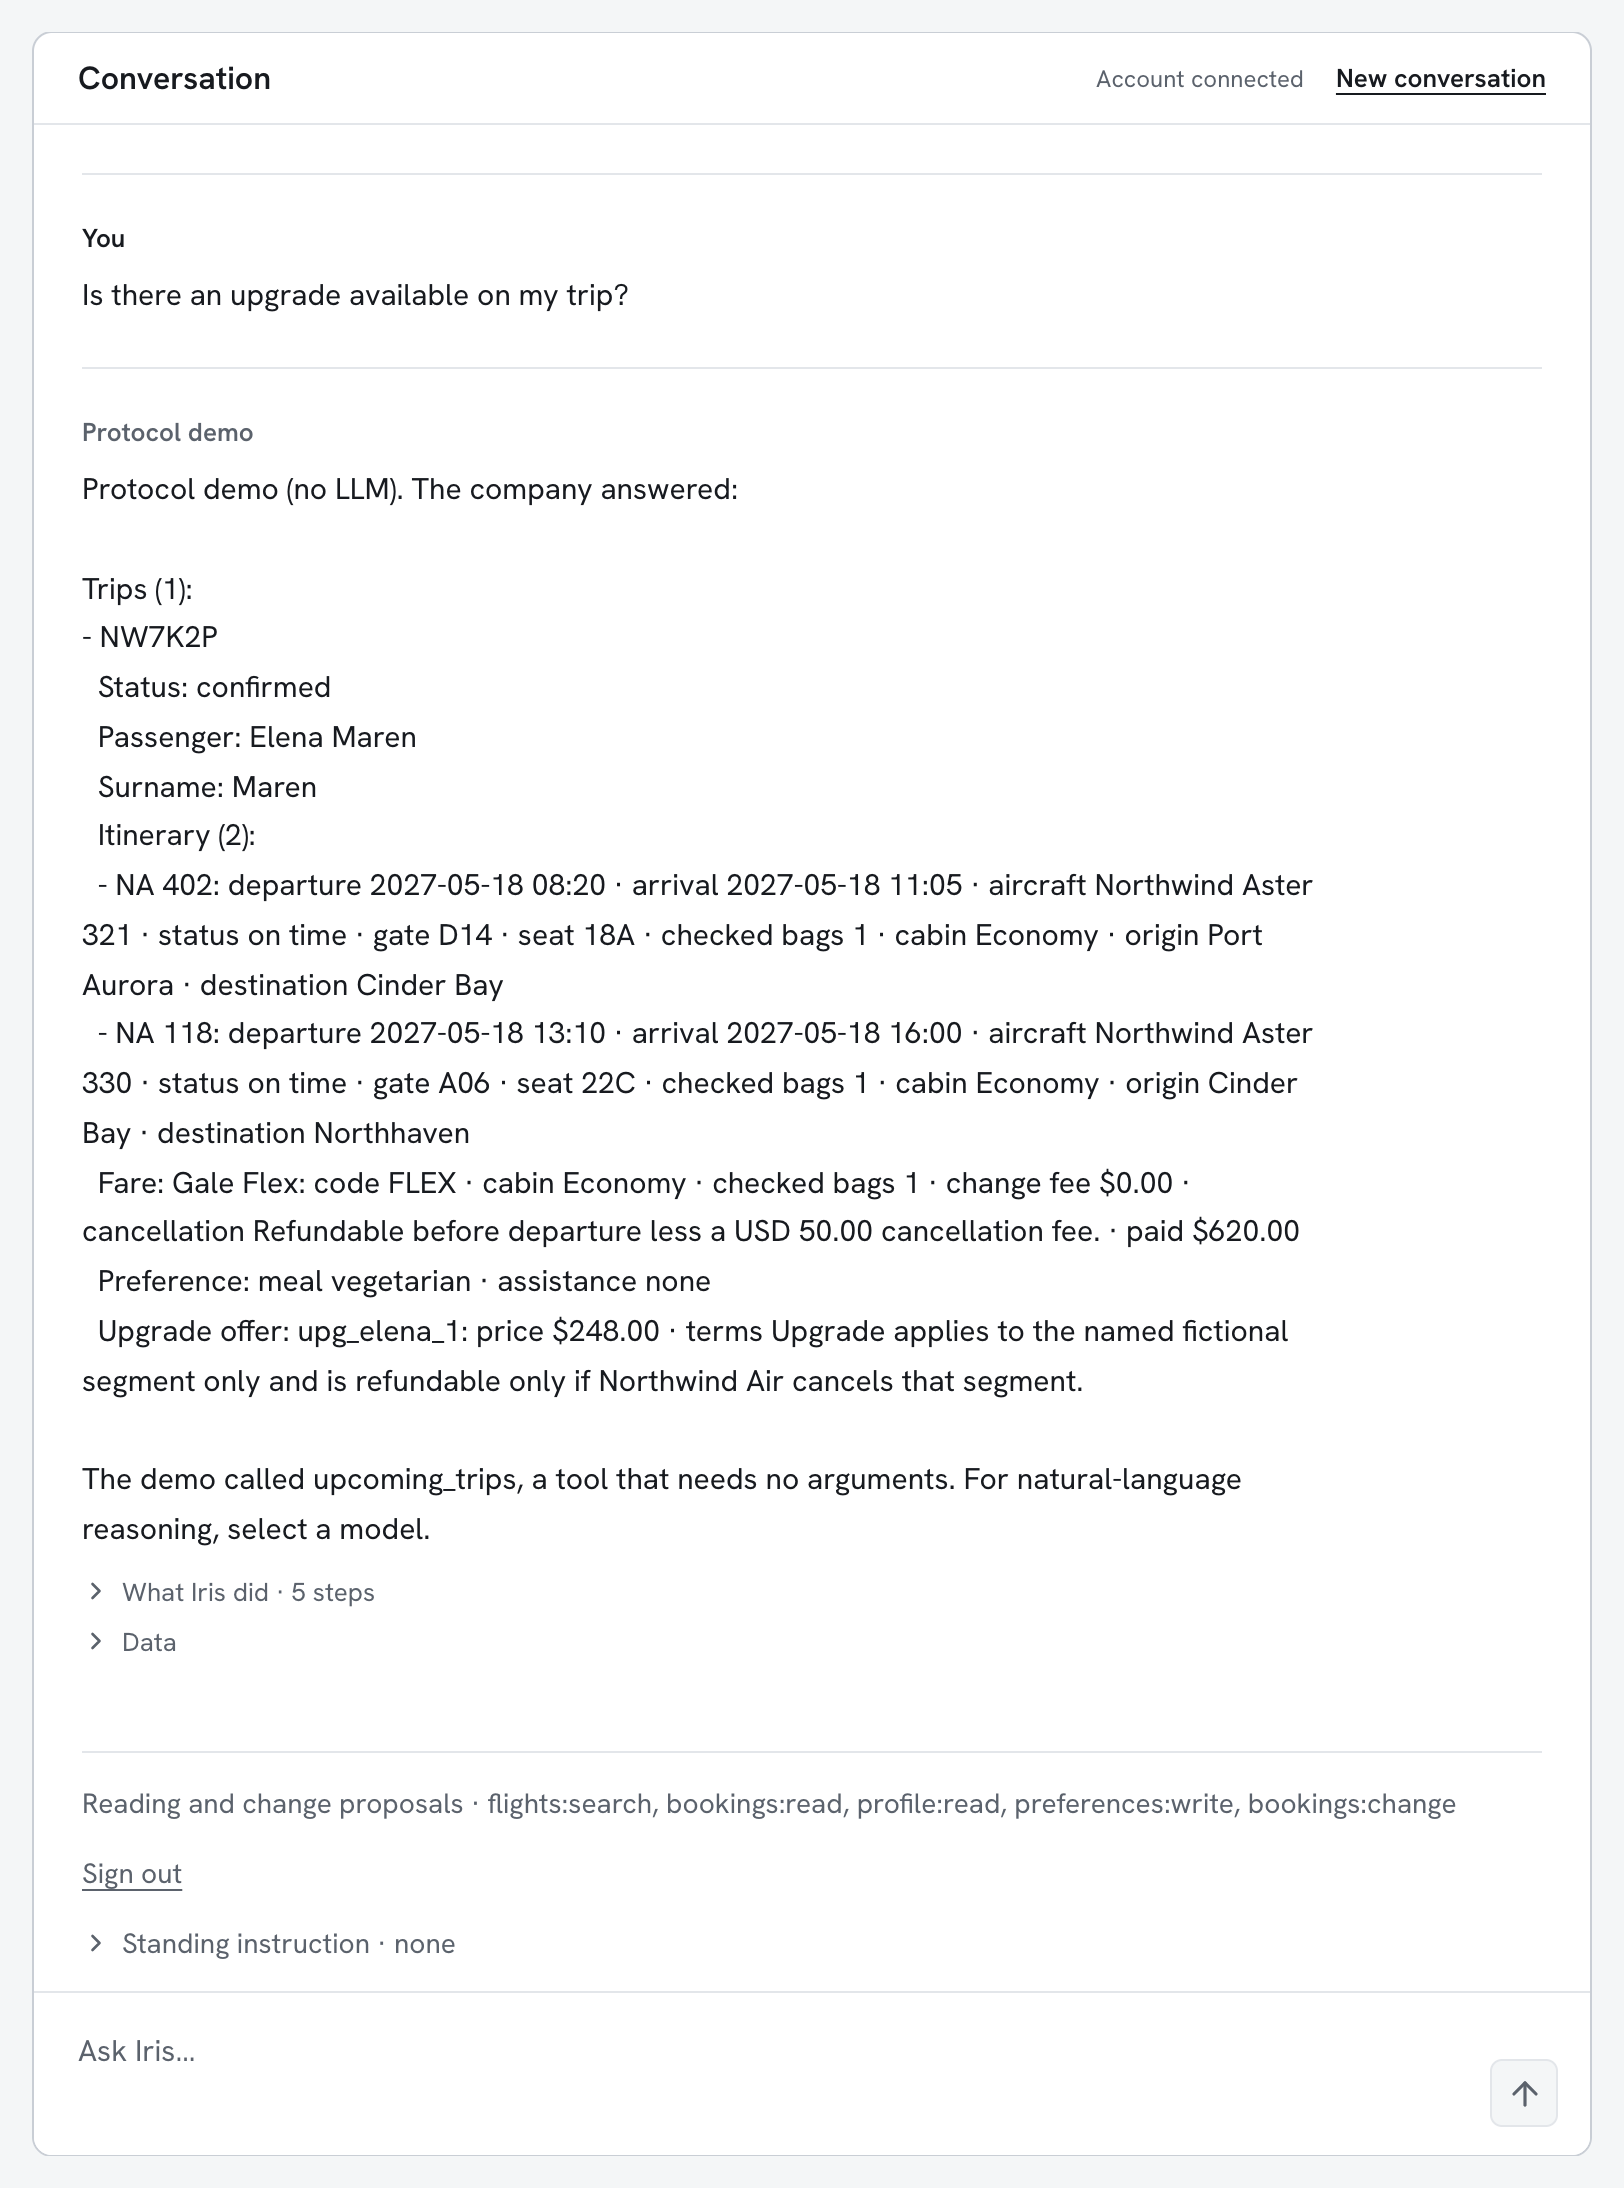 Conversation
Account connected
New conversation
You
Is there an upgrade available on my trip?
Protocol demo
Protocol demo (no LLM). The company answered:
Trips (1):
- NW7K2P
Status: confirmed
Passenger: Elena Maren
Surname: Maren
Itinerary (2):
- NA 402: departure 2027-05-18 08:20 · arrival 2027-05-18 11:05 · aircraft Northwind Aster
321 · status on time · gate D14 · seat 18A · checked bags 1 · cabin Economy · origin Port
Aurora · destination Cinder Bay
- NA 118: departure 2027-05-18 13:10 · arrival 2027-05-18 16:00 · aircraft Northwind Aster
330 · status on time · gate A06 · seat 22C · checked bags 1 · cabin Economy · origin Cinder
Bay · destination Northhaven
Fare: Gale Flex: code FLEX · cabin Economy · checked bags 1 · change fee $0.00 ·
cancellation Refundable before departure less a USD 50.00 cancellation fee. · paid $620.00
Preference: meal vegetarian · assistance none
Upgrade offer: upg_elena_1: price $248.00 · terms Upgrade applies to the named fictional
segment only and is refundable only if Northwind Air cancels that segment.
The demo called upcoming_trips, a tool that needs no arguments. For natural-language
reasoning, select a model.
What Iris did · 5 steps
Data
Reading and change proposals · flights:search, bookings:read, profile:read, preferences:write, bookings:change
Sign out
Standing instruction · none
Ask Iris...